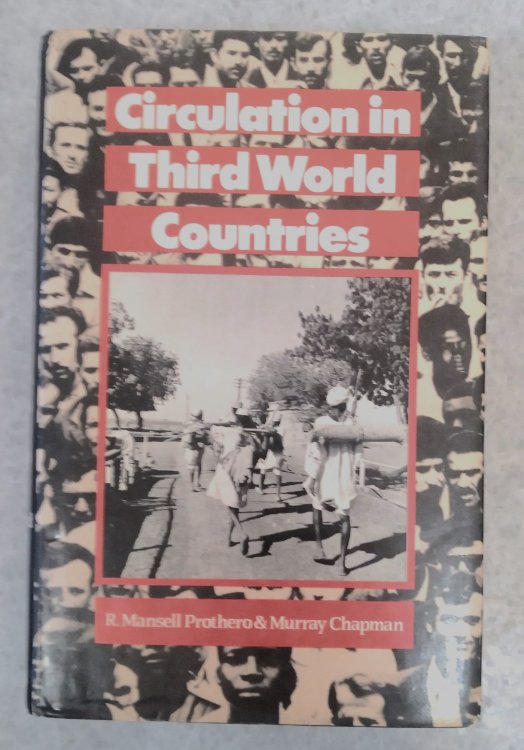 Circulation in
Third World
Countries
R. Mansell Prothero & Murray Chapman